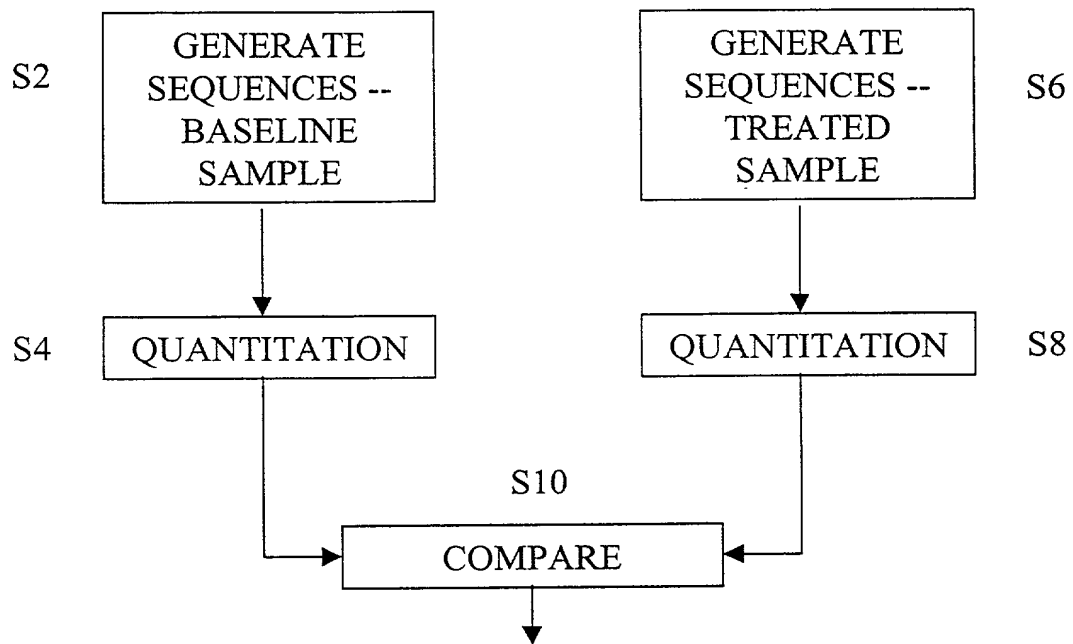 S2
GENERATE
SEQUENCES --
BASELINE
SAMPLE
GENERATE
SEQUENCES --
TREATED
SAMPLE
S6
S4
QUANTITATION
QUANTITATION
S8
S10
COMPARE